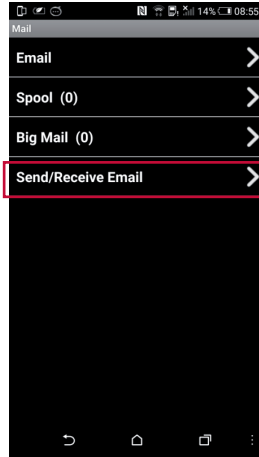 14% 08:55
Mail
Email
Spool (0)
Big Mail (0)
Send/Receive Email